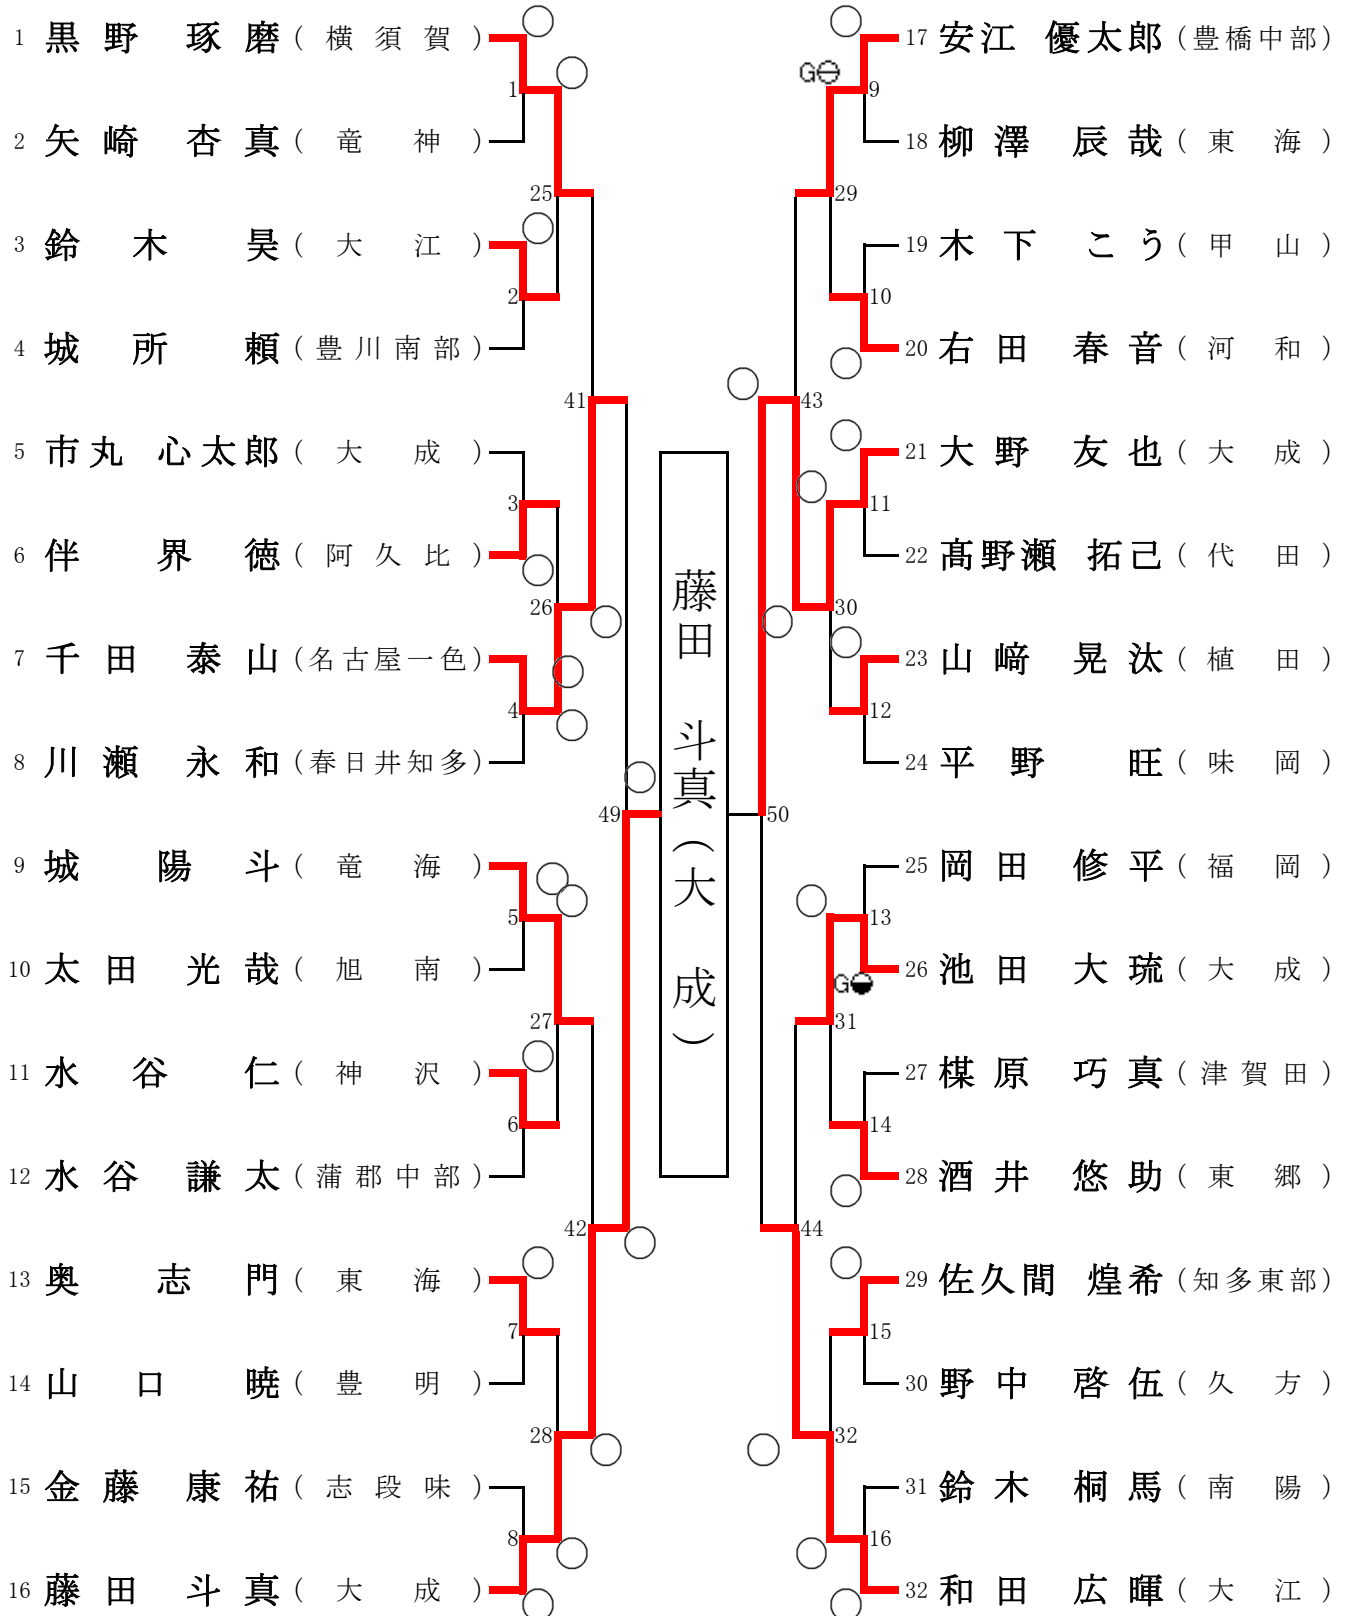 1 黒野 琢磨 (横須賀)
2 矢崎 杏真 (竜神)
3 鈴木 昊 (大江)
4 城所 頼 (豊川南部)
5 市丸 心太郎 (大成)
6 伴 界徳 (阿久比)
7 千田 泰山 (名古屋一色)
8 川瀬 永和 (春日井知多)
9 城 陽斗 (竜海)
10 太田 光哉 (旭南)
11 水谷 仁 (神沢)
12 水谷 謙太 (蒲郡中部)
13 奥 志門 (東海)
14 山口 暁 (豊明)
15 金藤 康祐 (志段味)
16 藤田 斗真 (大成)
1
2
3
4
5
6
7
8
25
26
27
28
41
42
49
藤田 斗真(大成)
50
43
44
G
29
30
31
G
32
9
10
11
12
13
14
15
16
17 安江 優太郎 (豊橋中部)
18 柳澤 辰哉 (東海)
19 木下 こう (甲山)
20 右田 春音 (河和)
21 大野 友也 (大成)
22 髙野瀬 拓己 (代田)
23 山﨑 晃汰 (植田)
24 平野 旺 (味岡)
25 岡田 修平 (福岡)
26 池田 大琉 (大成)
27 楳原 巧真 (津賀田)
28 酒井 悠助 (東郷)
29 佐久間 煌希 (知多東部)
30 野中 啓伍 (久方)
31 鈴木 桐馬 (南陽)
32 和田 広暉 (大江)